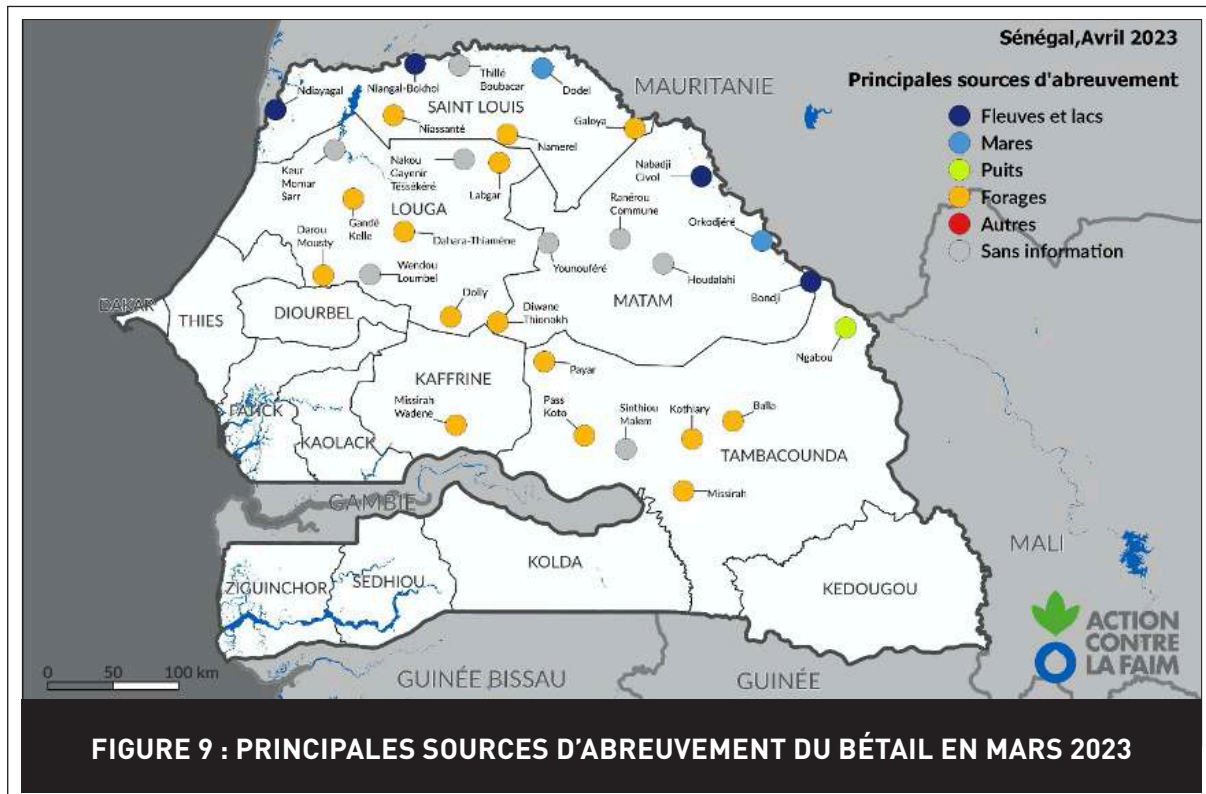 Sénégal,Avril 2023
Principales sources d'abreuvement
Fleuves et lacs
Mares
Puits
Forages
Autres
Sans information
MAURITANIE
Ndiayagal
Niangal-Bokhol
Thillé
Boubacar
Dodel
SAINT LOUIS
Niassanté
Namerel
Galoya
Keur
Momar
Sarr
Nakou
Gayenir
Téssékéré
Labgar
Nabadji
Civol
LOUGA
Gandé
Kelle
Ranérou
Commune
Orkodjéré
Darou
Mousty
Dahara-Thiamène
Wendou
Loumbel
Younouféré
Houdalahi
MATAM
Bondji
DAKAR
THIES
DIOURBEL
Dolly
Diwane
Thienakh
Ngabou
KAFFRINE
Payar
Missirah
Wadene
Pass
Koto
Sinthiou
Malem
Kothiary
Balla
FATICK
KAOLACK
TAMBACOUNDA
Missirah
GAMBIE
MALI
ZIGUINCHOR
SEDHIOU
KOLDA
KEDOUGOU
ACTION
CONTRE
LA FAIM
0 50 100 km
GUINÉE BISSAU
GUINÉE
FIGURE 9 : PRINCIPALES SOURCES D'ABREUVEMENT DU BÉTAIL EN MARS 2023